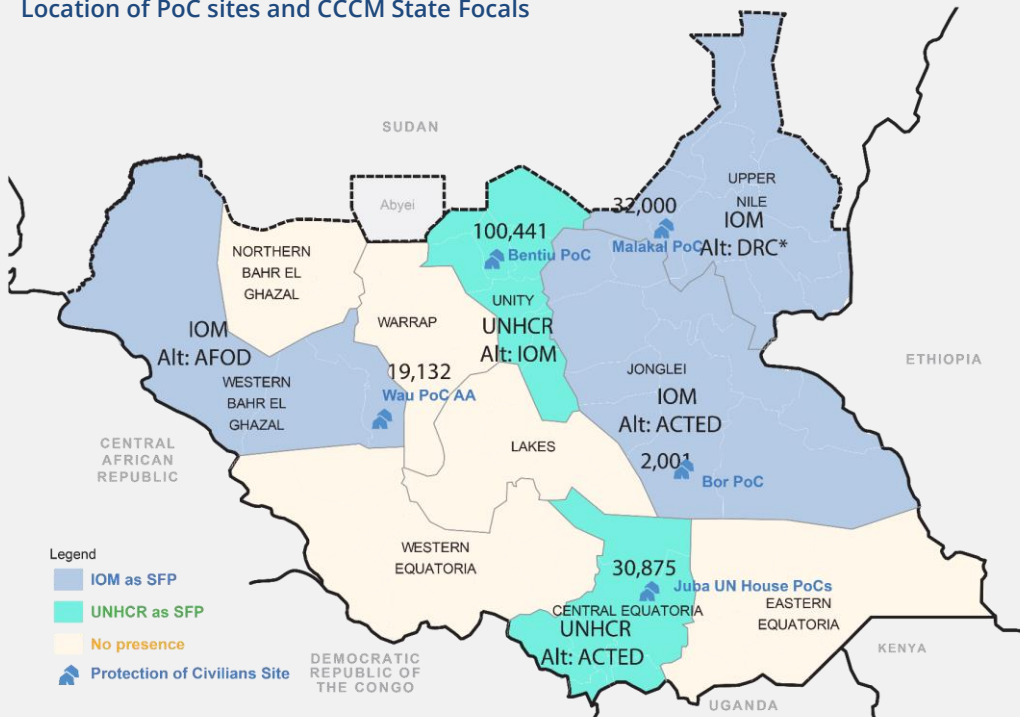 Location of PoC sites and CCCM State Focals
SUDAN
Abyei
UPPER
NILE
IOM
Alt: DRC*
32,000
Malakal PoC
100,441
Bentiu PoC
UNITY
UNHCR
Alt: IOM
NORTHERN
BAHR EL
GHAZAL
WARRAP
IOM
Alt: AFOD
WESTERN
BAHR EL
GHAZAL
19,132
Wau PoC AA
ETHIOPIA
JONGLEI
IOM
Alt: ACTED
2,001
Bor PoC
LAKES
CENTRAL
AFRICAN
REPUBLIC
WESTERN
EQUATORIA
30,875
Juba UN House PoCs
CENTRAL EQUATORIA
UNHCR
Alt: ACTED
EASTERN
EQUATORIA
KENYA
UGANDA
DEMOCRATIC
REPUBLIC OF
THE CONGO
Legend
IOM as SFP
UNHCR as SFP
No presence
Protection of Civilians Site